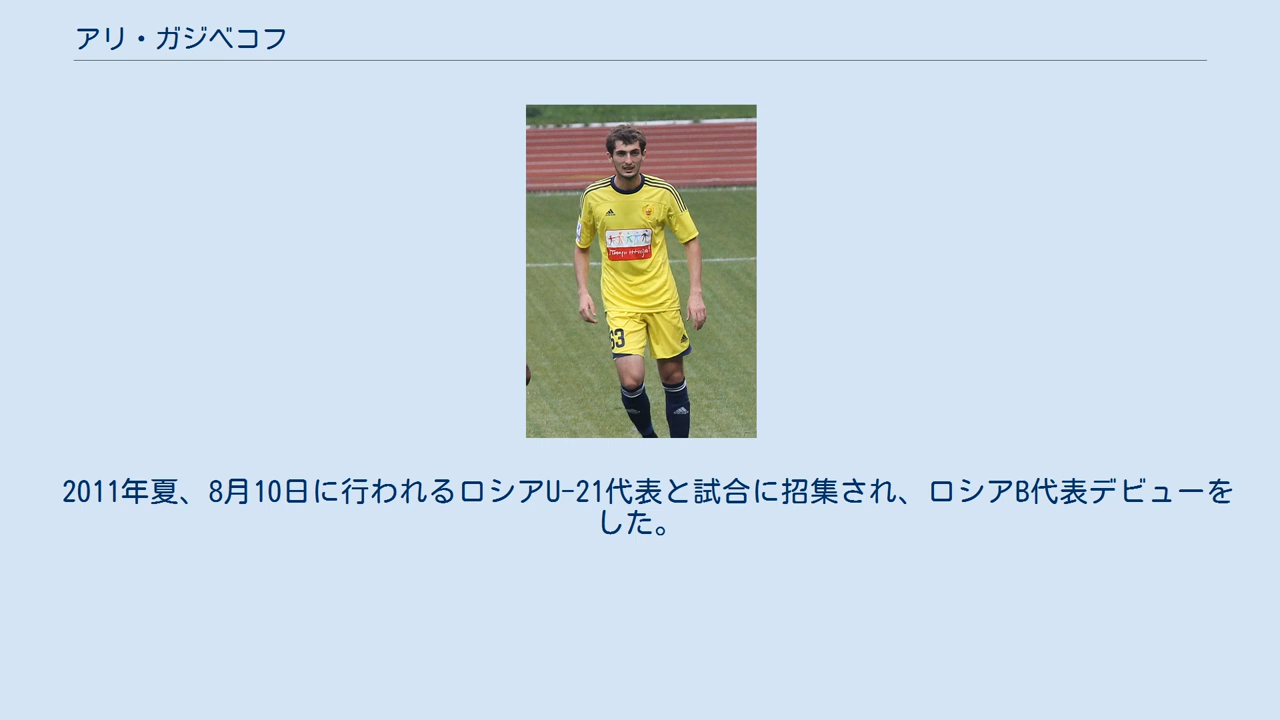 アリ・ガジベコフ
63
2011年夏、8月10日に行われるロシアU-21代表と試合に招集され、ロシアB代表デビューを
した。